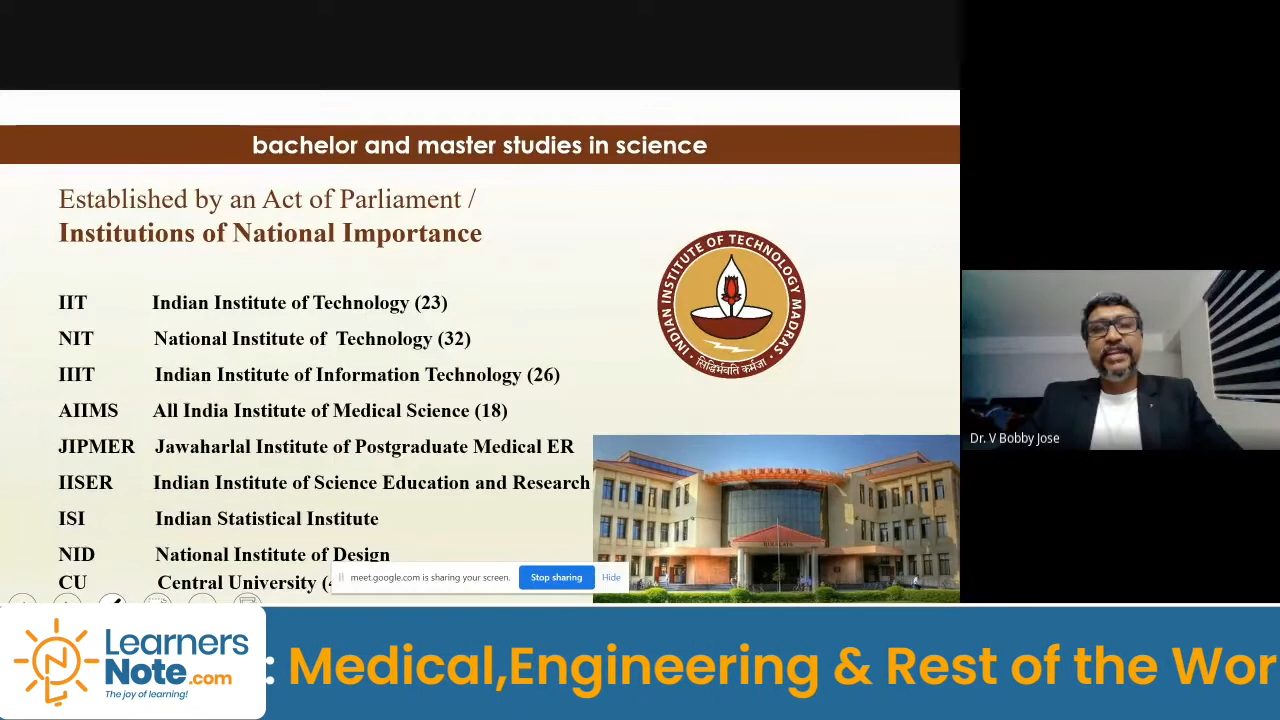 bachelor and master studies in science
Established by an Act of Parliament /
Institutions of National Importance
IIT Indian Institute of Technology (23)
NIT National Institute of Technology (32)
IIIT Indian Institute of Information Technology (26)
AIIMS All India Institute of Medical Science (18)
JIPMER Jawaharlal Institute of Postgraduate Medical ER
IISER Indian Institute of Science Education and Research
ISI Indian Statistical Institute
NID National Institute of Design
CU Central University (
INDIAN INSTITUTE OF TECHNOLOGY MADRAS
सिद्धिर्भवति कर्मजा
meet.google.com is sharing your screen. Stop sharing Hide
Dr. V Bobby Jose
Learners
Note.com
The joy of learning!
: Medical,Engineering & Rest of the Wor